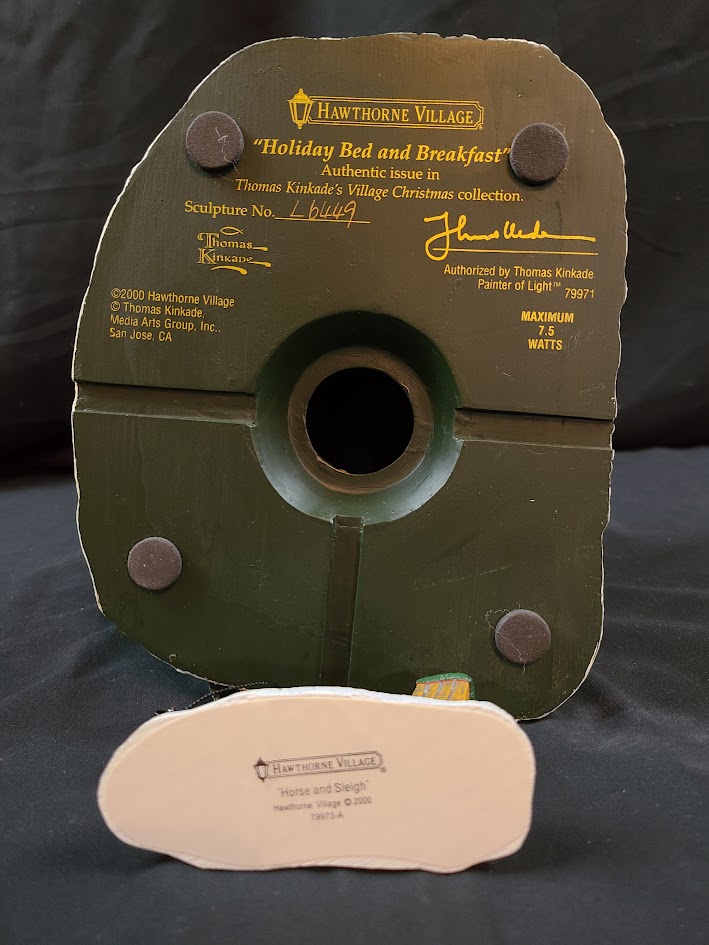 HAWTHORNE VILLAGE®
"Holiday Bed and Breakfast"
Authentic issue in
Thomas Kinkade's Village Christmas collection.
Sculpture No. L6449
Thomas
Kinkade
Authorized by Thomas Kinkade
Painter of Light™ 79971
©2000 Hawthorne Village
© Thomas Kinkade,
Media Arts Group, Inc.,
San Jose, CA
MAXIMUM
7.5
WATTS
HAWTHORNE VILLAGE®
"Horse and Sleigh"
Hawthorne Village © 2000
79973-A